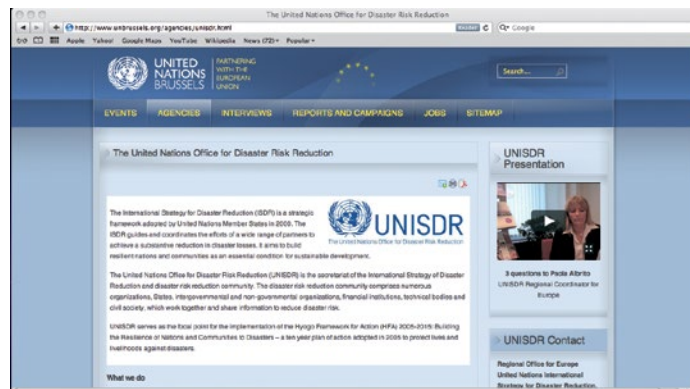 The United Nations Office for Disaster Risk Reduction
http://www.unbrussels.org/agencies/unisdr.html
Reader
Google
Apple Yahoo! Google Maps YouTube Wikipedia News (72) Popular
UNITED
NATIONS
BRUSSELS
PARTNERING
WITH THE
EUROPEAN
UNION
Search...
EVENTS AGENCIES INTERVIEWS REPORTS AND CAMPAIGNS JOBS SITEMAP
The United Nations Office for Disaster Risk Reduction
The International Strategy for Disaster Reduction (ISDR) is a strategic
framework adopted by United Nations Member States in 2000. The
ISDR guides and coordinates the efforts of a wide range of partners to
achieve a substantive reduction in disaster losses. It aims to build
resilient nations and communities as an essential condition for sustainable development.
UNISDR
The United Nations Office for Disaster Risk Reduction
The United Nations Office for Disaster Risk Reduction (UNISDR) is the secretariat of the International Strategy of Disaster
Reduction and disaster risk reduction community. The disaster risk reduction community comprises numerous
organizations, States, intergovernmental and non-governmental organizations, financial institutions, technical bodies and
civil society, which work together and share information to reduce disaster risk.
UNISDR serves as the focal point for the implementation of the Hyogo Framework for Action (HFA) 2005-2015: Building
the Resilience of Nations and Communities to Disasters – a ten year plan of action adopted in 2005 to protect lives and
livelihoods against disasters.
What we do
UNISDR
Presentation
3 questions to Paola Albrito
UNISDR Regional Coordinator for
Europe
UNISDR Contact
Regional Office for Europe
United Nations International
Strategy for Disaster Reduction,